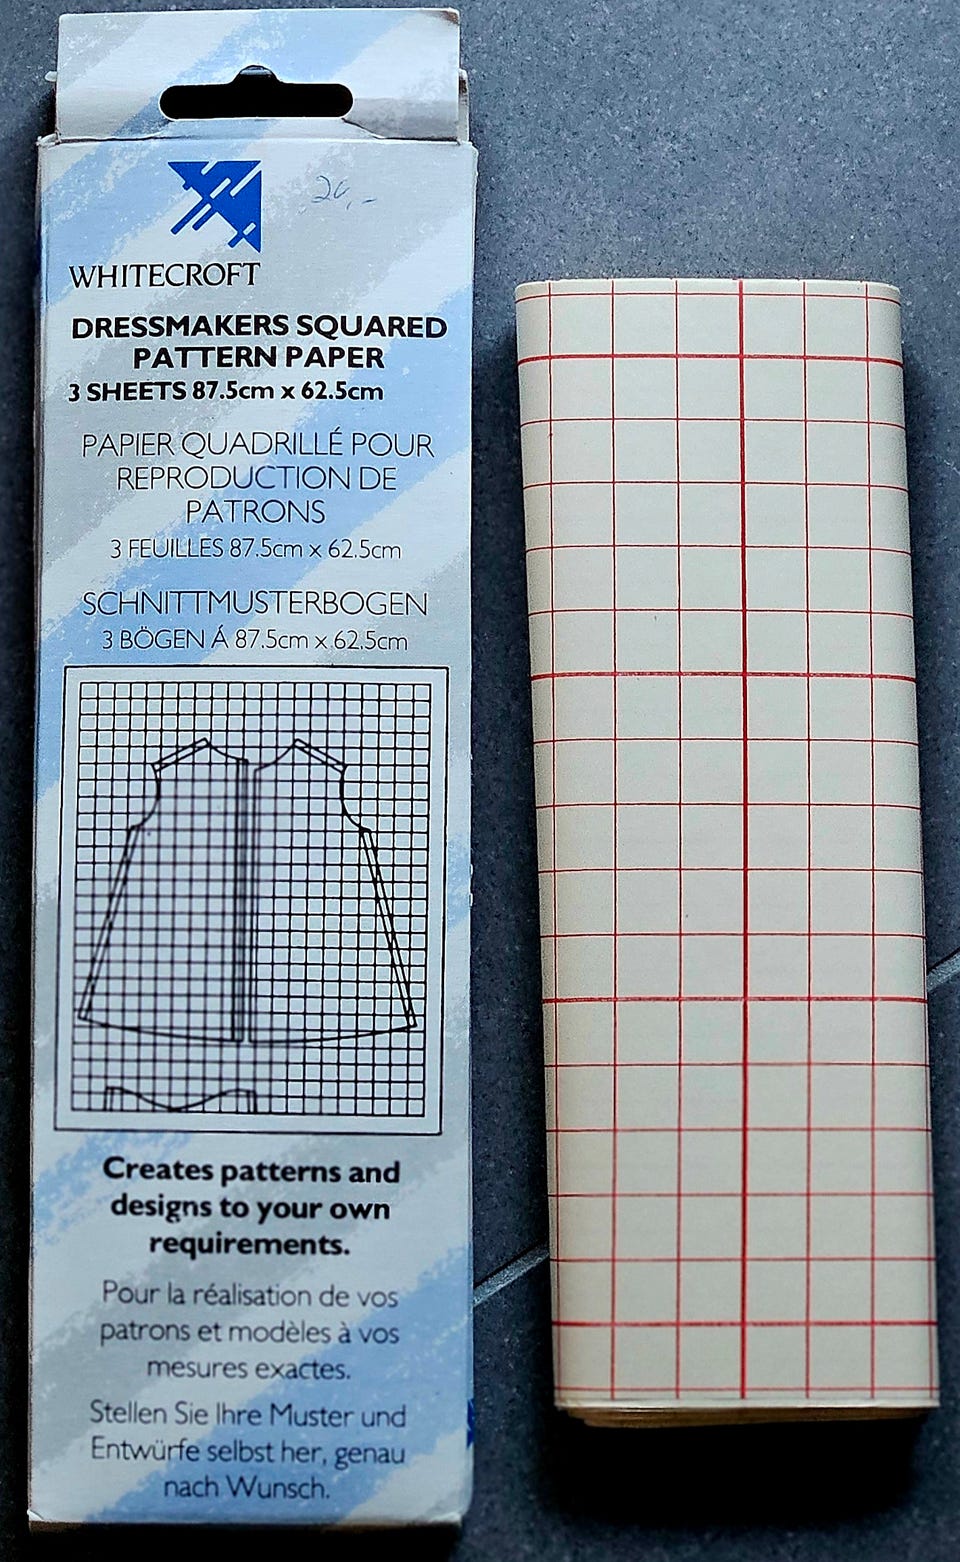 24,-
WHITECROFT
DRESSMAKERS SQUARED
PATTERN PAPER
3 SHEETS 87.5cm x 62.5cm
PAPIER QUADRILLÉ POUR
REPRODUCTION DE
PATRONS
3 FEUILLES 87.5cm x 62.5cm
SCHNITTMUSTERBOGEN
3 BÖGEN Á 87.5cm x 62.5cm
Creates patterns and
designs to your own
requirements.
Pour la réalisation de vos
patrons et modèles à vos
mesures exactes.
Stellen Sie Ihre Muster und
Entwürfe selbst her, genau
nach Wunsch.